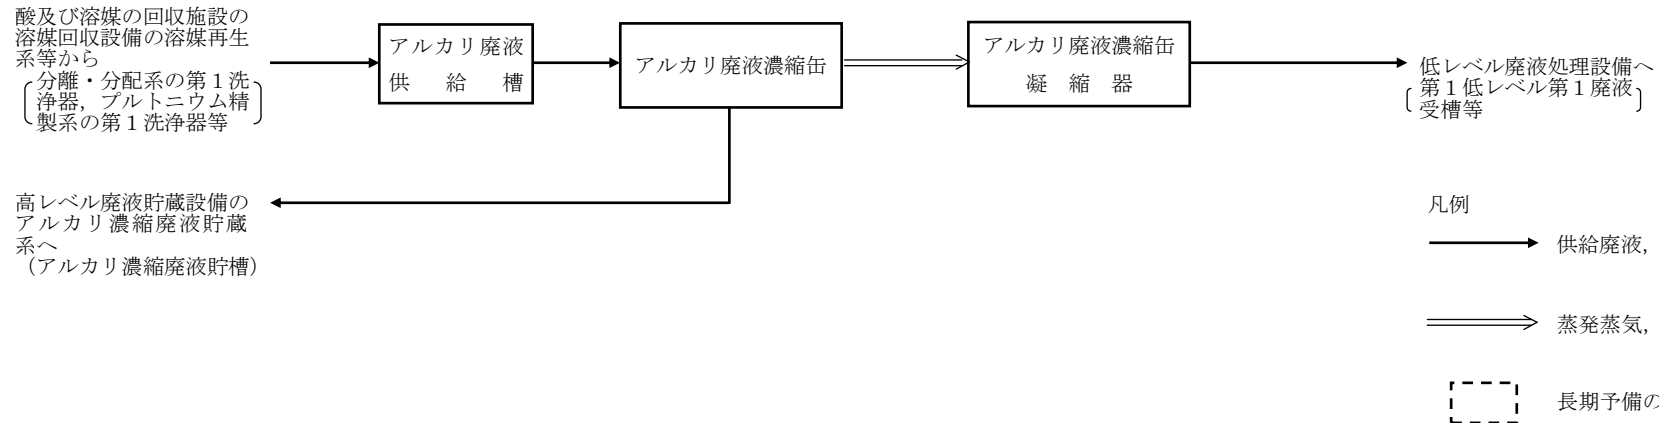 酸及び溶媒の回収施設の
溶媒回収設備の溶媒再生
系等から
分離・分配系の第１洗
浄器，プルトニウム精
製系の第１洗浄器等
アルカリ廃液
供給槽
アルカリ廃液濃縮缶
アルカリ廃液濃縮缶
凝縮器
低レベル廃液処理設備へ
第１低レベル第１廃液
受槽等
高レベル廃液貯蔵設備の
アルカリ濃縮廃液貯蔵
系へ
（アルカリ濃縮廃液貯槽）
凡例
供給廃液，
蒸発蒸気，
長期予備の